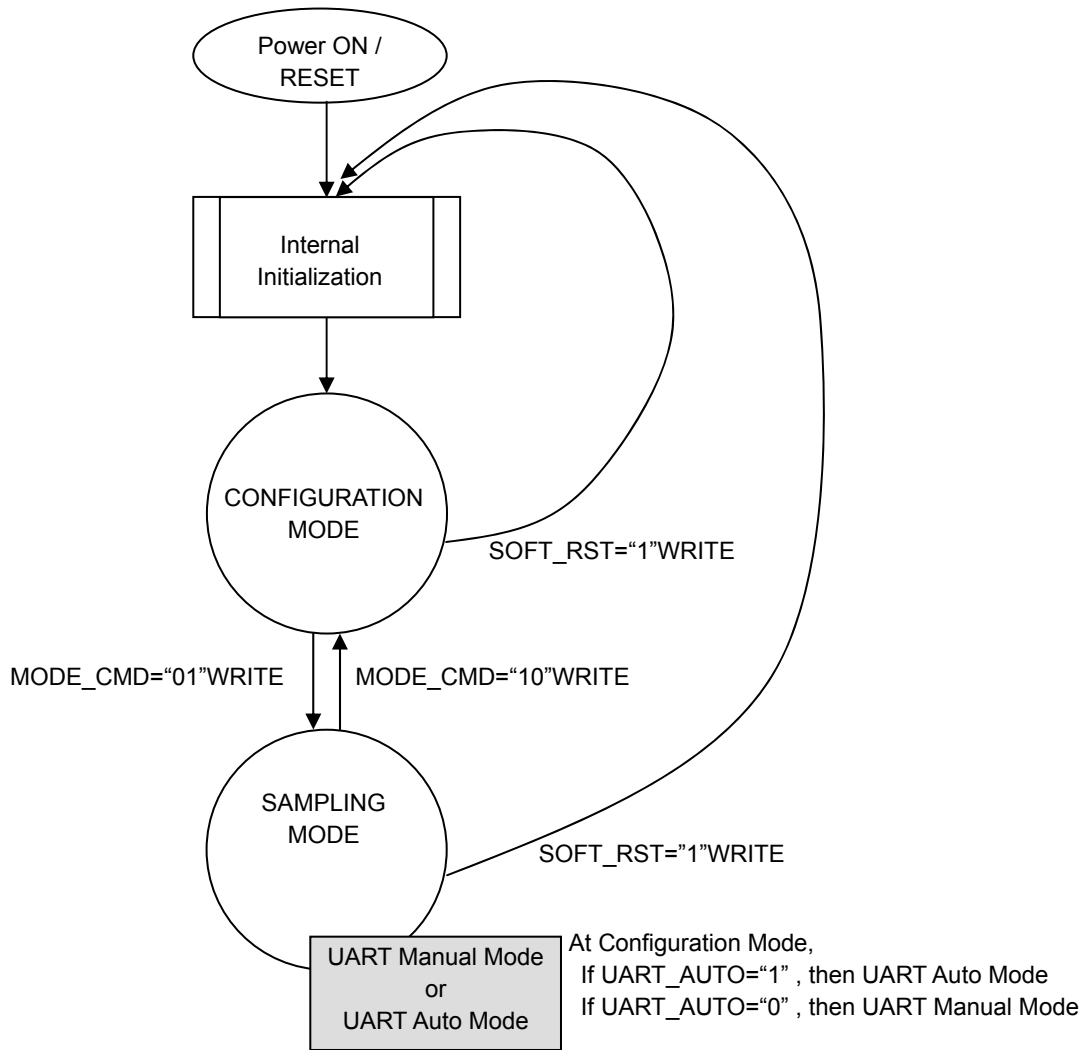 Power ON /
RESET
Internal
Initialization
CONFIGURATION
MODE
SOFT_RST=“1”WRITE
MODE_CMD=“01”WRITE
MODE_CMD=“10”WRITE
SAMPLING
MODE
SOFT_RST=”1”WRITE
UART Manual Mode
or
UART Auto Mode
At Configuration Mode,
If UART_AUTO=“1” , then UART Auto Mode
If UART_AUTO=“0” , then UART Manual Mode